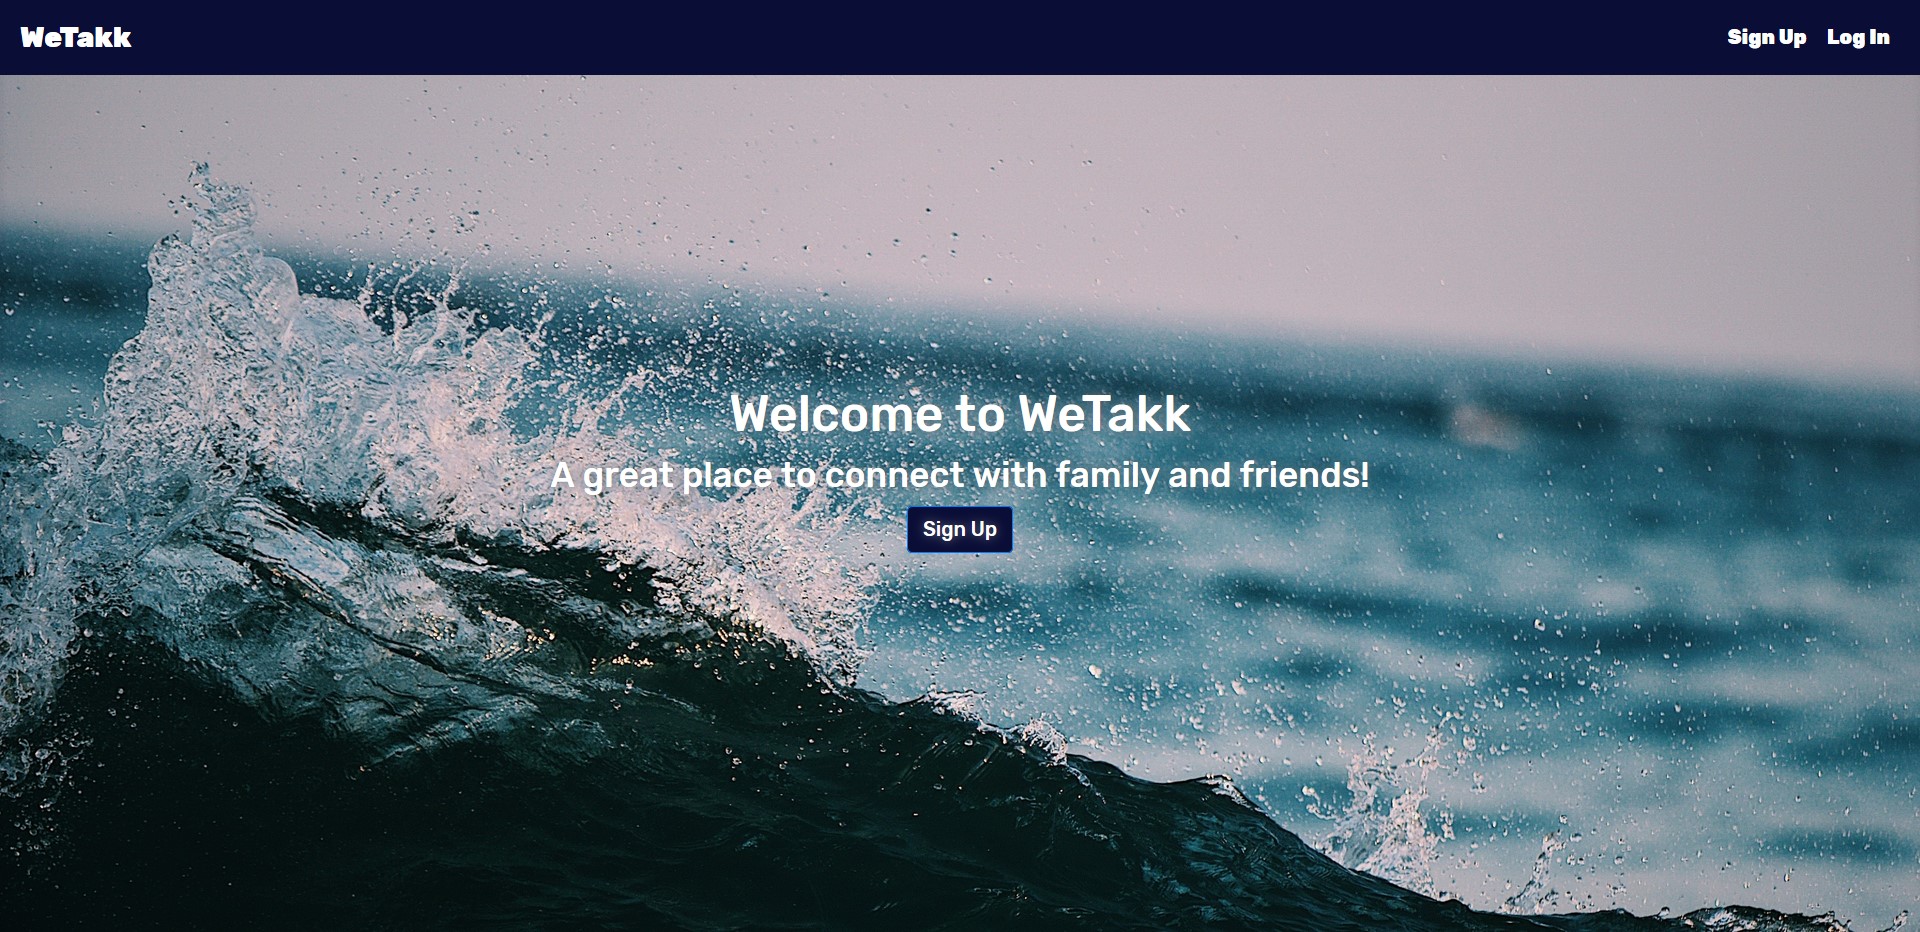 WeTakk
Sign Up Log In
Welcome to WeTakk
A great place to connect with family and friends!
Sign Up